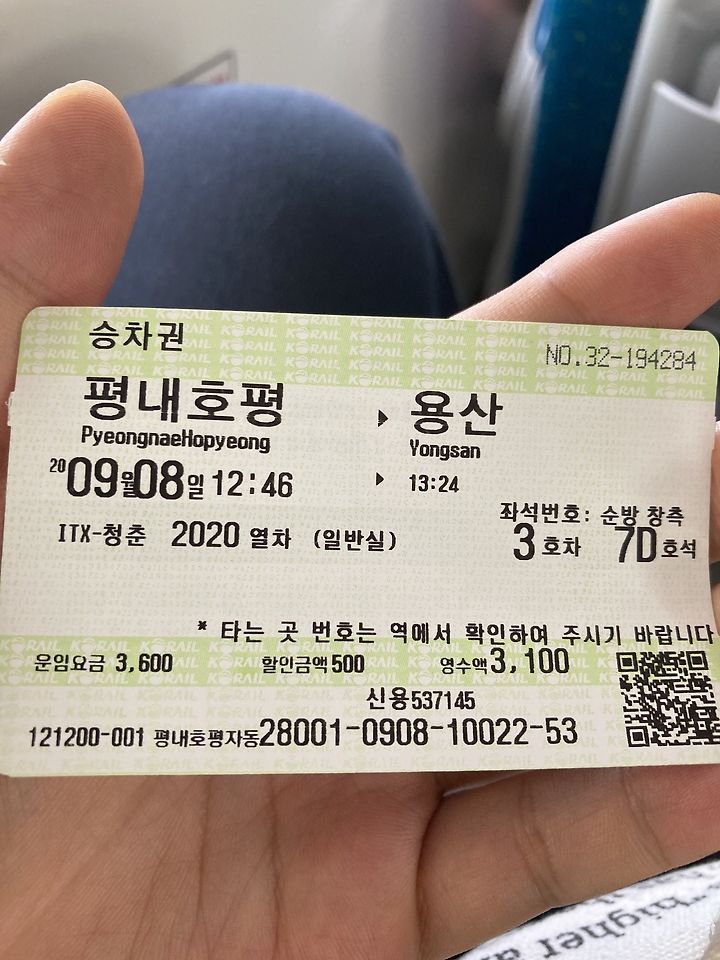 승차권
NO.32-194284
평내호평 ▶ 용산
PyeongnaeHopyeong Yongsan
20 09월08일 12:46 ▶ 13:24
좌석번호: 순방 창측
ITX-청춘 2020 열차 (일반실) 3 호차 7D 호석
* 타는 곳 번호는 역에서 확인하여 주시기 바랍니다
운임요금 3,600 할인금액 500 영수액 3,100
신용537145
121200-001 평내호평자동28001-0908-10022-53
KORAIL
"higher a